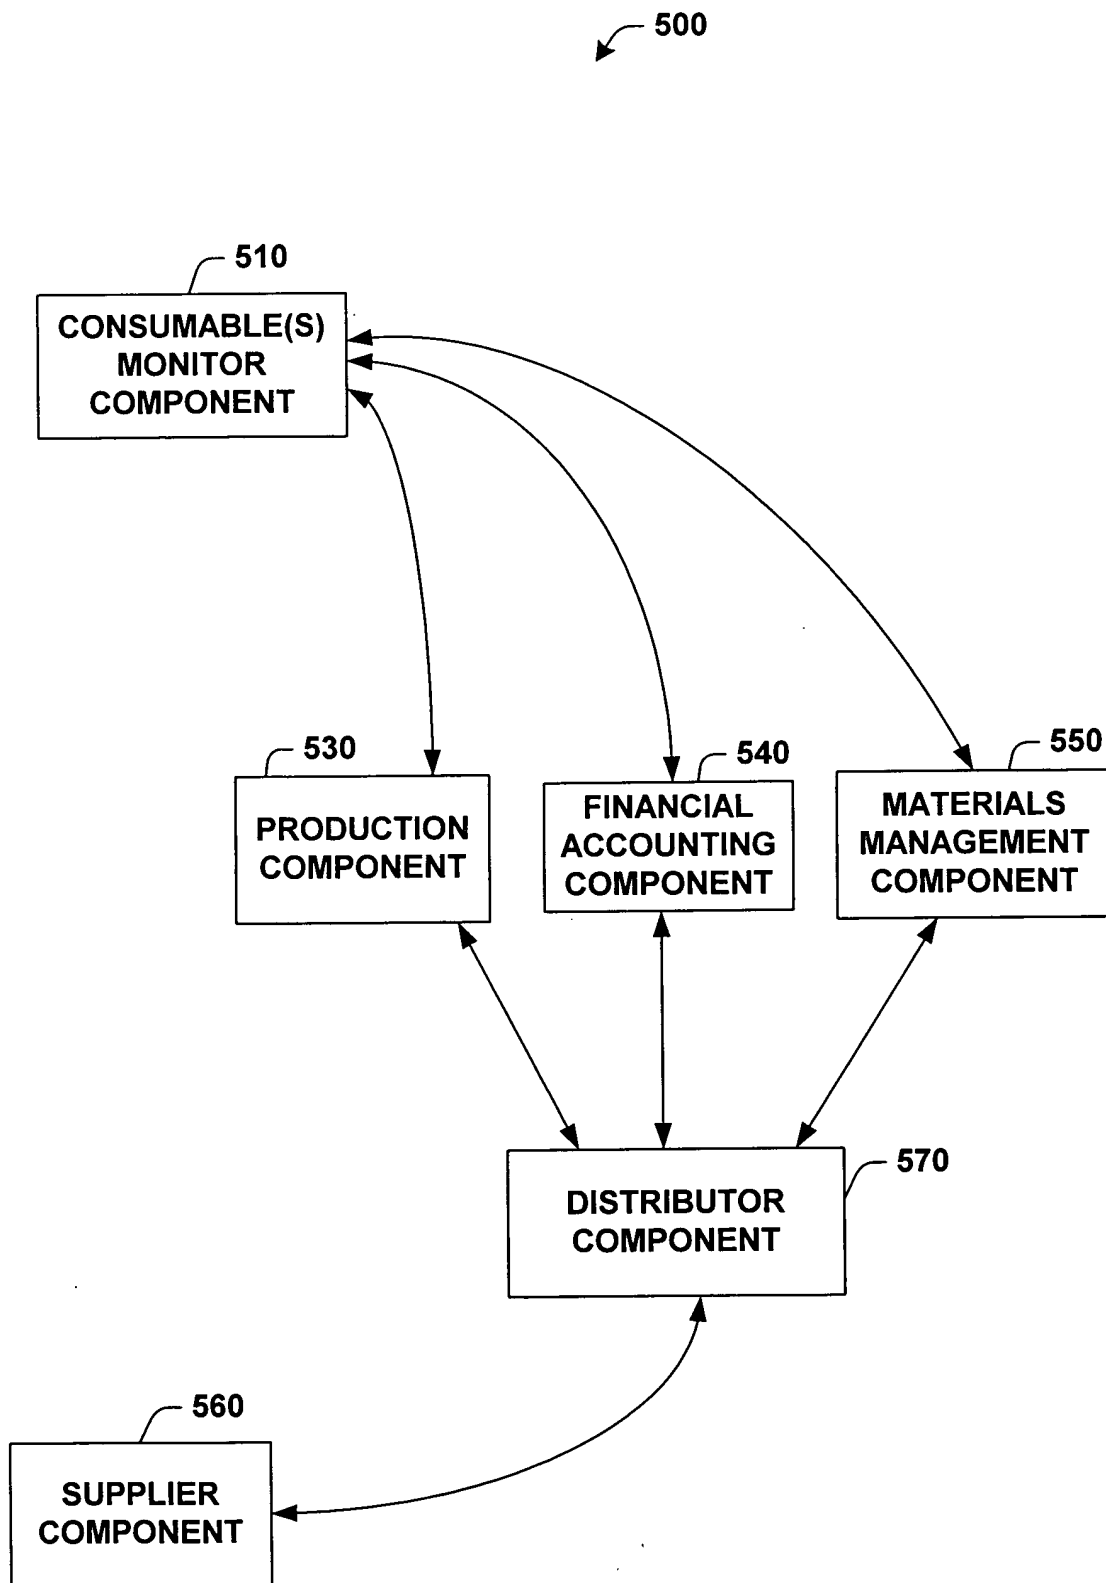 500
510
CONSUMABLE(S)
MONITOR
COMPONENT
530
PRODUCTION
COMPONENT
540
FINANCIAL
ACCOUNTING
COMPONENT
550
MATERIALS
MANAGEMENT
COMPONENT
570
DISTRIBUTOR
COMPONENT
560
SUPPLIER
COMPONENT